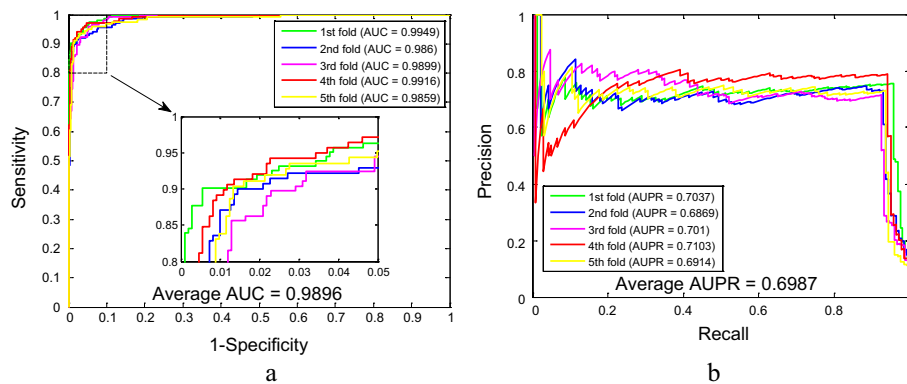 1
0.9
0.8
0.7
0.6
0.5
0.4
0.3
0.2
0.1
0
Sensitivity
1st fold (AUC = 0.9949)
2nd fold (AUC = 0.986)
3rd fold (AUC = 0.9899)
4th fold (AUC = 0.9916)
5th fold (AUC = 0.9859)
1
0.95
0.9
0.85
0.8
0 0.01 0.02 0.03 0.04 0.05
Average AUC = 0.9896
0 0.1 0.2 0.3 0.4 0.5 0.6 0.7 0.8 0.9 1
1-Specificity
a
1
0.8
0.6
0.4
0.2
0
Precision
1st fold (AUPR = 0.7037)
2nd fold (AUPR = 0.6869)
3rd fold (AUPR = 0.701)
4th fold (AUPR = 0.7103)
5th fold (AUPR = 0.6914)
Average AUPR = 0.6987
0 0.2 0.4 0.6 0.8
Recall
b